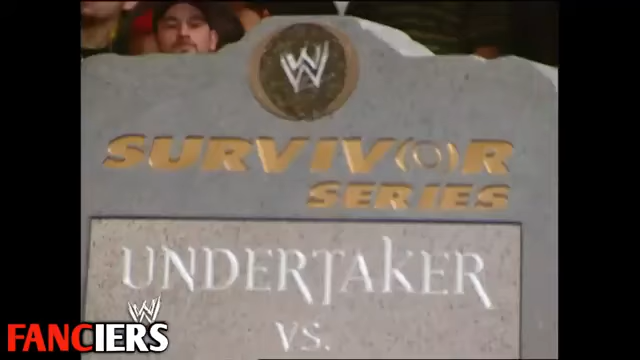 W
SURVIVOR
SERIES
UNDERTAKER
VS.
W
FANCIERS